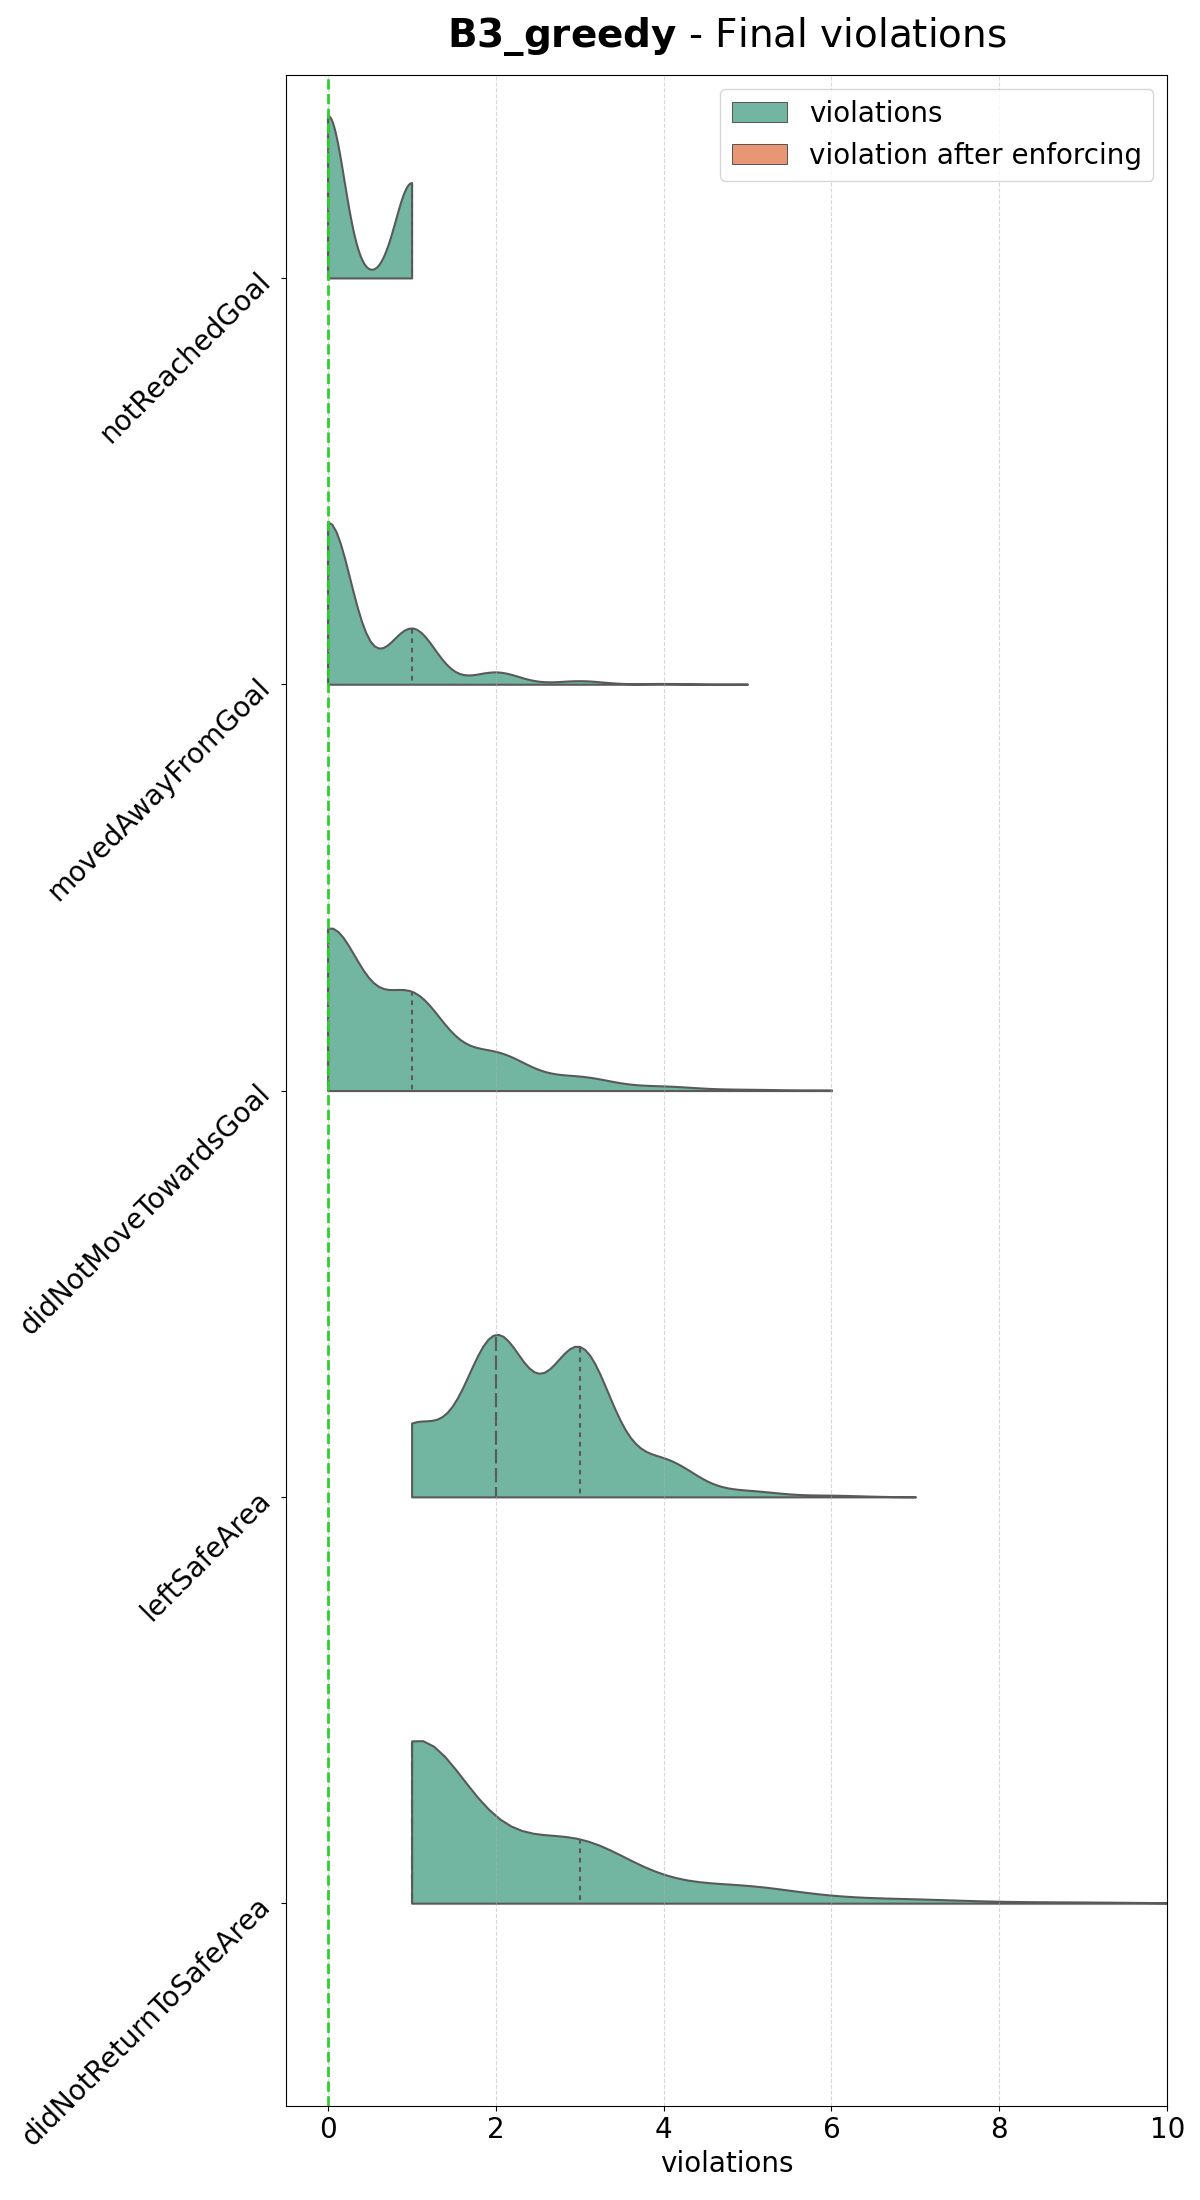 B3_greedy - Final violations
violations
violation after enforcing
notReachedGoal
movedAwayFromGoal
didNotMoveTowardsGoal
leftSafeArea
didNotReturnToSafeArea
0 2 4 6 8 10
violations